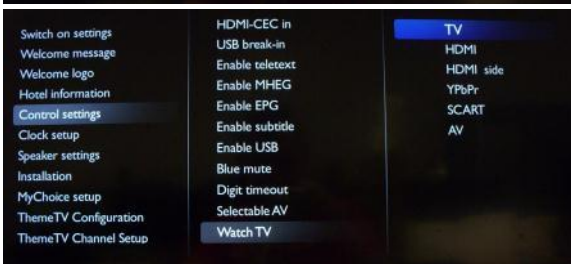 Switch on settings
Welcome message
Welcome logo
Hotel information
Control settings
Clock setup
Speaker settings
Installation
MyChoice setup
ThemeTV Configuration
ThemeTV Channel Setup
HDMI-CEC in
USB break-in
Enable teletext
Enable MHEG
Enable EPG
Enable subtitle
Enable USB
Blue mute
Digit timeout
Selectable AV
Watch TV
TV
HDMI
HDMI side
YPbPr
SCART
AV